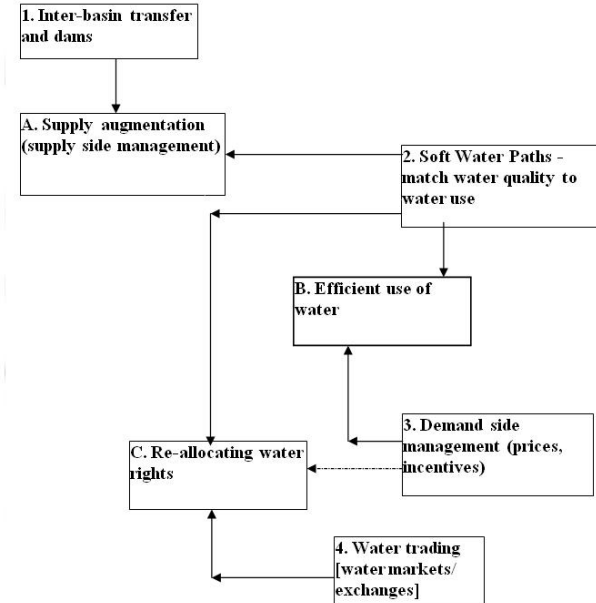 1. Inter-basin transfer
and dams
A. Supply augmentation
(supply side management)
2. Soft Water Paths -
match water quality to
water use
B. Efficient use of
water
3. Demand side
management (prices,
incentives)
C. Re-allocating water
rights
4. Water trading
[water markets/
exchanges]